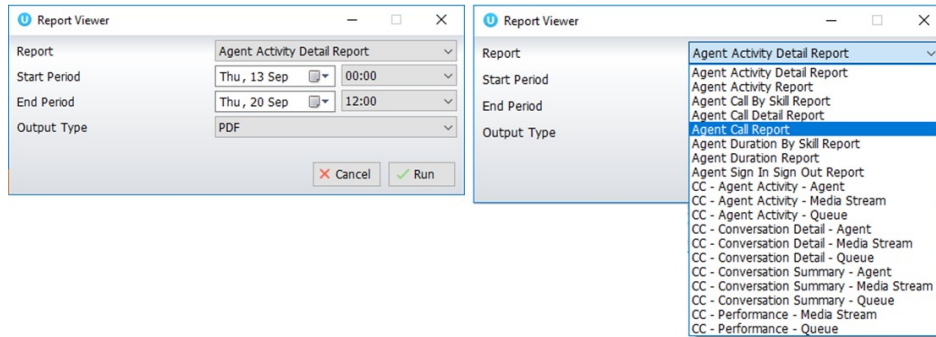 Report Viewer
Report
Agent Activity Detail Report
Start Period
Thu , 13 Sep
00:00
End Period
Thu , 20 Sep
12:00
Output Type
PDF
Cancel
Run
Report Viewer
Report
Agent Activity Detail Report
Start Period
End Period
Output Type
Agent Activity Detail Report
Agent Activity Report
Agent Call By Skill Report
Agent Call Detail Report
Agent Call Report
Agent Duration By Skill Report
Agent Duration Report
Agent Sign In Sign Out Report
CC - Agent Activity - Agent
CC - Agent Activity - Media Stream
CC - Agent Activity - Queue
CC - Conversation Detail - Agent
CC - Conversation Detail - Media Stream
CC - Conversation Detail - Queue
CC - Conversation Summary - Agent
CC - Conversation Summary - Media Stream
CC - Conversation Summary - Queue
CC - Performance - Media Stream
CC - Performance - Queue